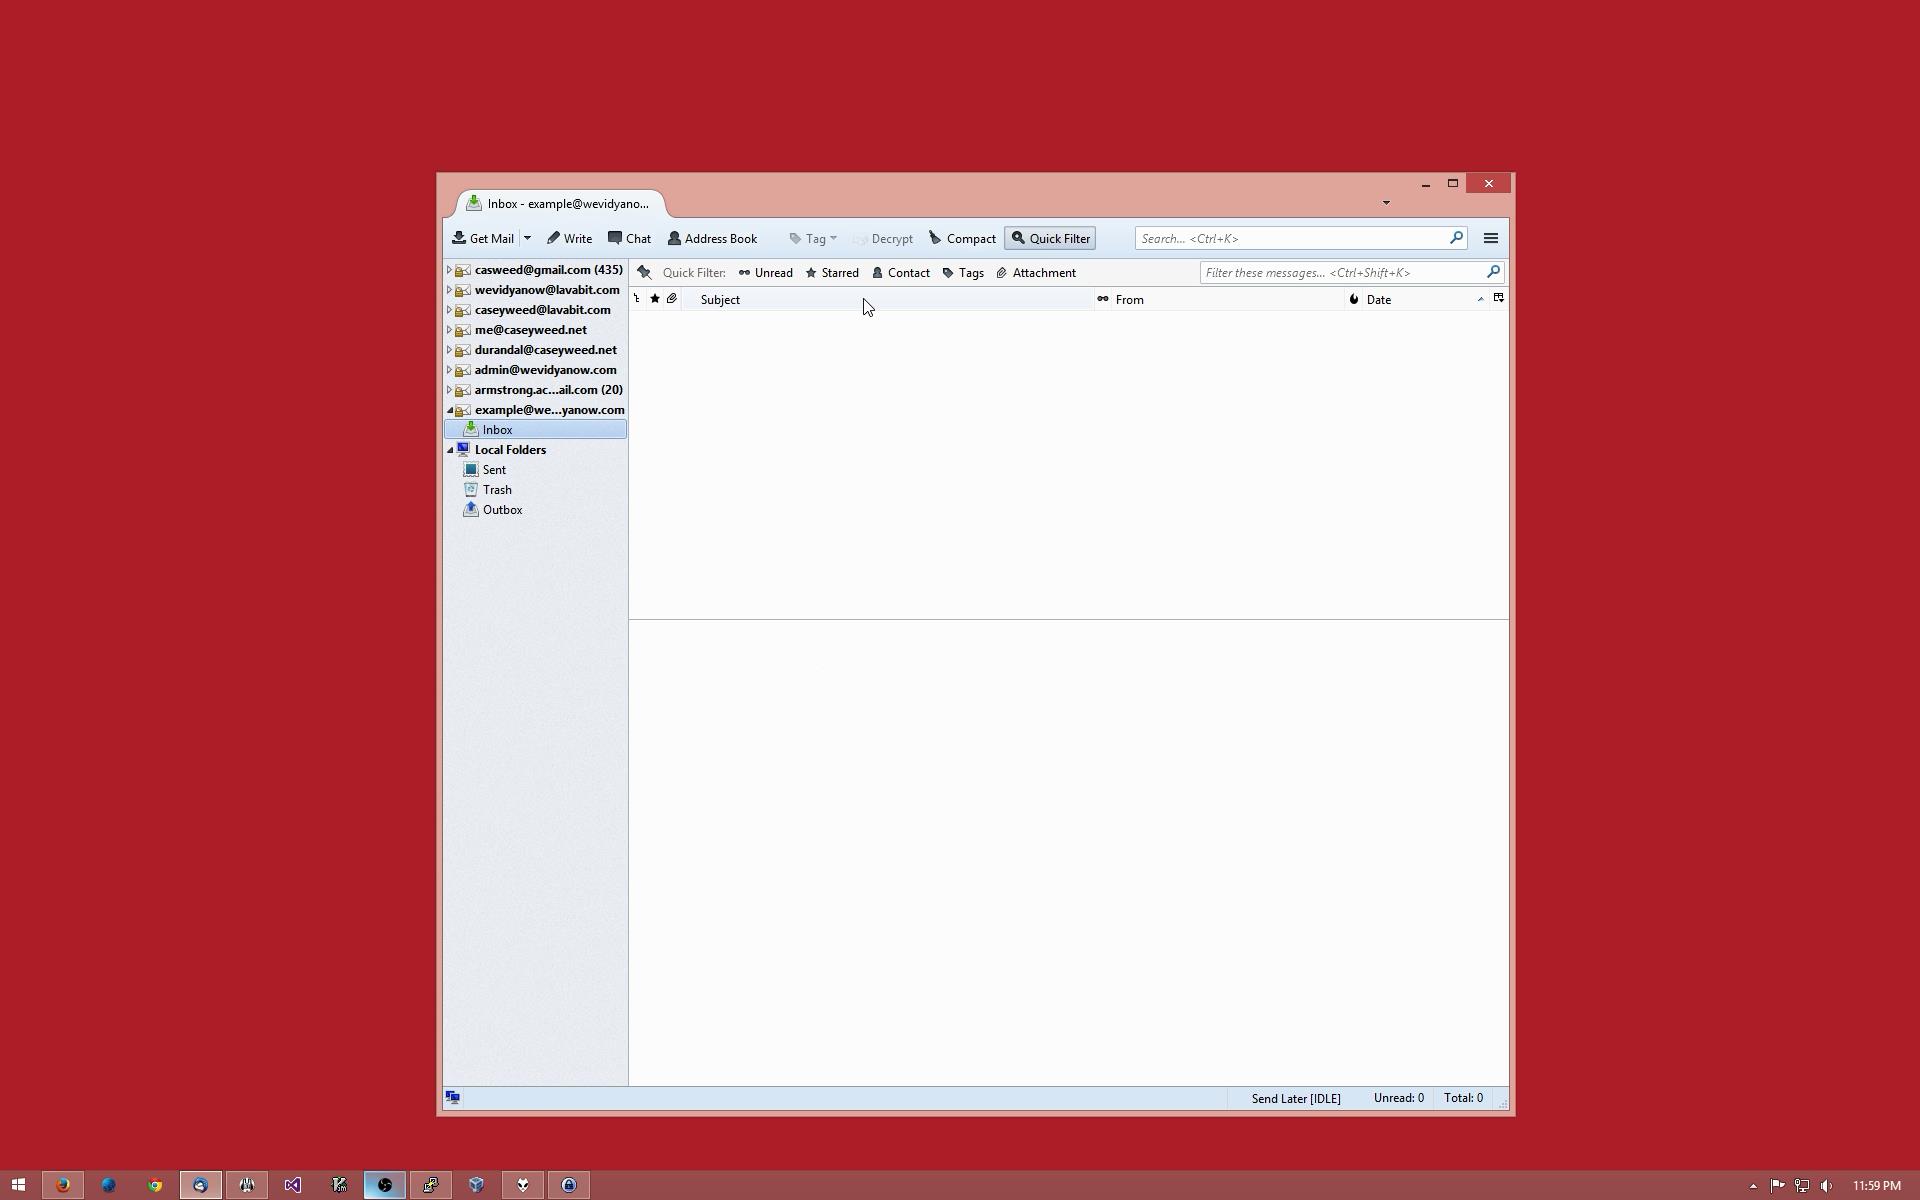 Inbox - example@wevidyano...
Get Mail Write Chat Address Book Tag Decrypt Compact Quick Filter Search... <Ctrl+K>
casweed@gmail.com (435)
wevidyanow@lavabit.com
caseyweed@lavabit.com
me@caseyweed.net
durandal@caseyweed.net
admin@wevidyanow.com
armstrong.ac...ail.com (20)
example@we...yanow.com
Inbox
Local Folders
Sent
Trash
Outbox
Quick Filter: Unread Starred Contact Tags Attachment Filter these messages... <Ctrl+Shift+K>
Subject From Date
Send Later [IDLE] Unread: 0 Total: 0
11:59 PM